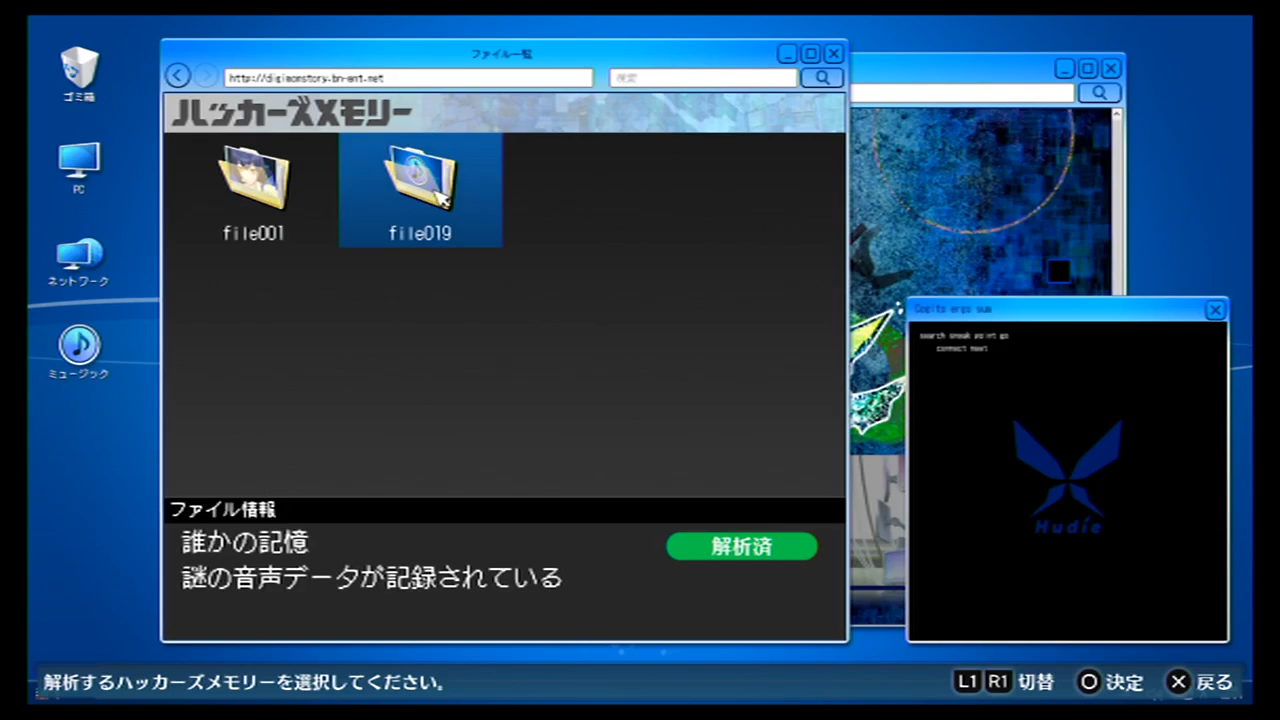 ゴミ箱
PC
ネットワーク
ミュージック
ファイル一覧
http://digimonstory.bn-ent.net
検索
ハッカーズメモリー
file001
file019
ファイル情報
誰かの記憶
解析済
謎の音声データが記録されている
Cogito ergo sum
search sneak point go
connect next
Hudie
解析するハッカーズメモリーを選択してください。
L1 R1 切替 決定 戻る